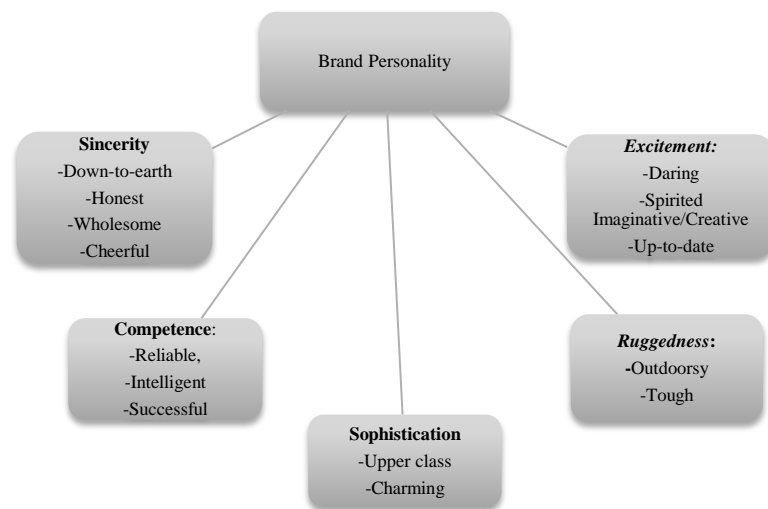 Brand Personality
Sincerity
-Down-to-earth
-Honest
-Wholesome
-Cheerful
Excitement:
-Daring
-Spirited
Imaginative/Creative
-Up-to-date
Competence:
-Reliable,
-Intelligent
-Successful
Ruggedness:
-Outdoorsy
-Tough
Sophistication
-Upper class
-Charming